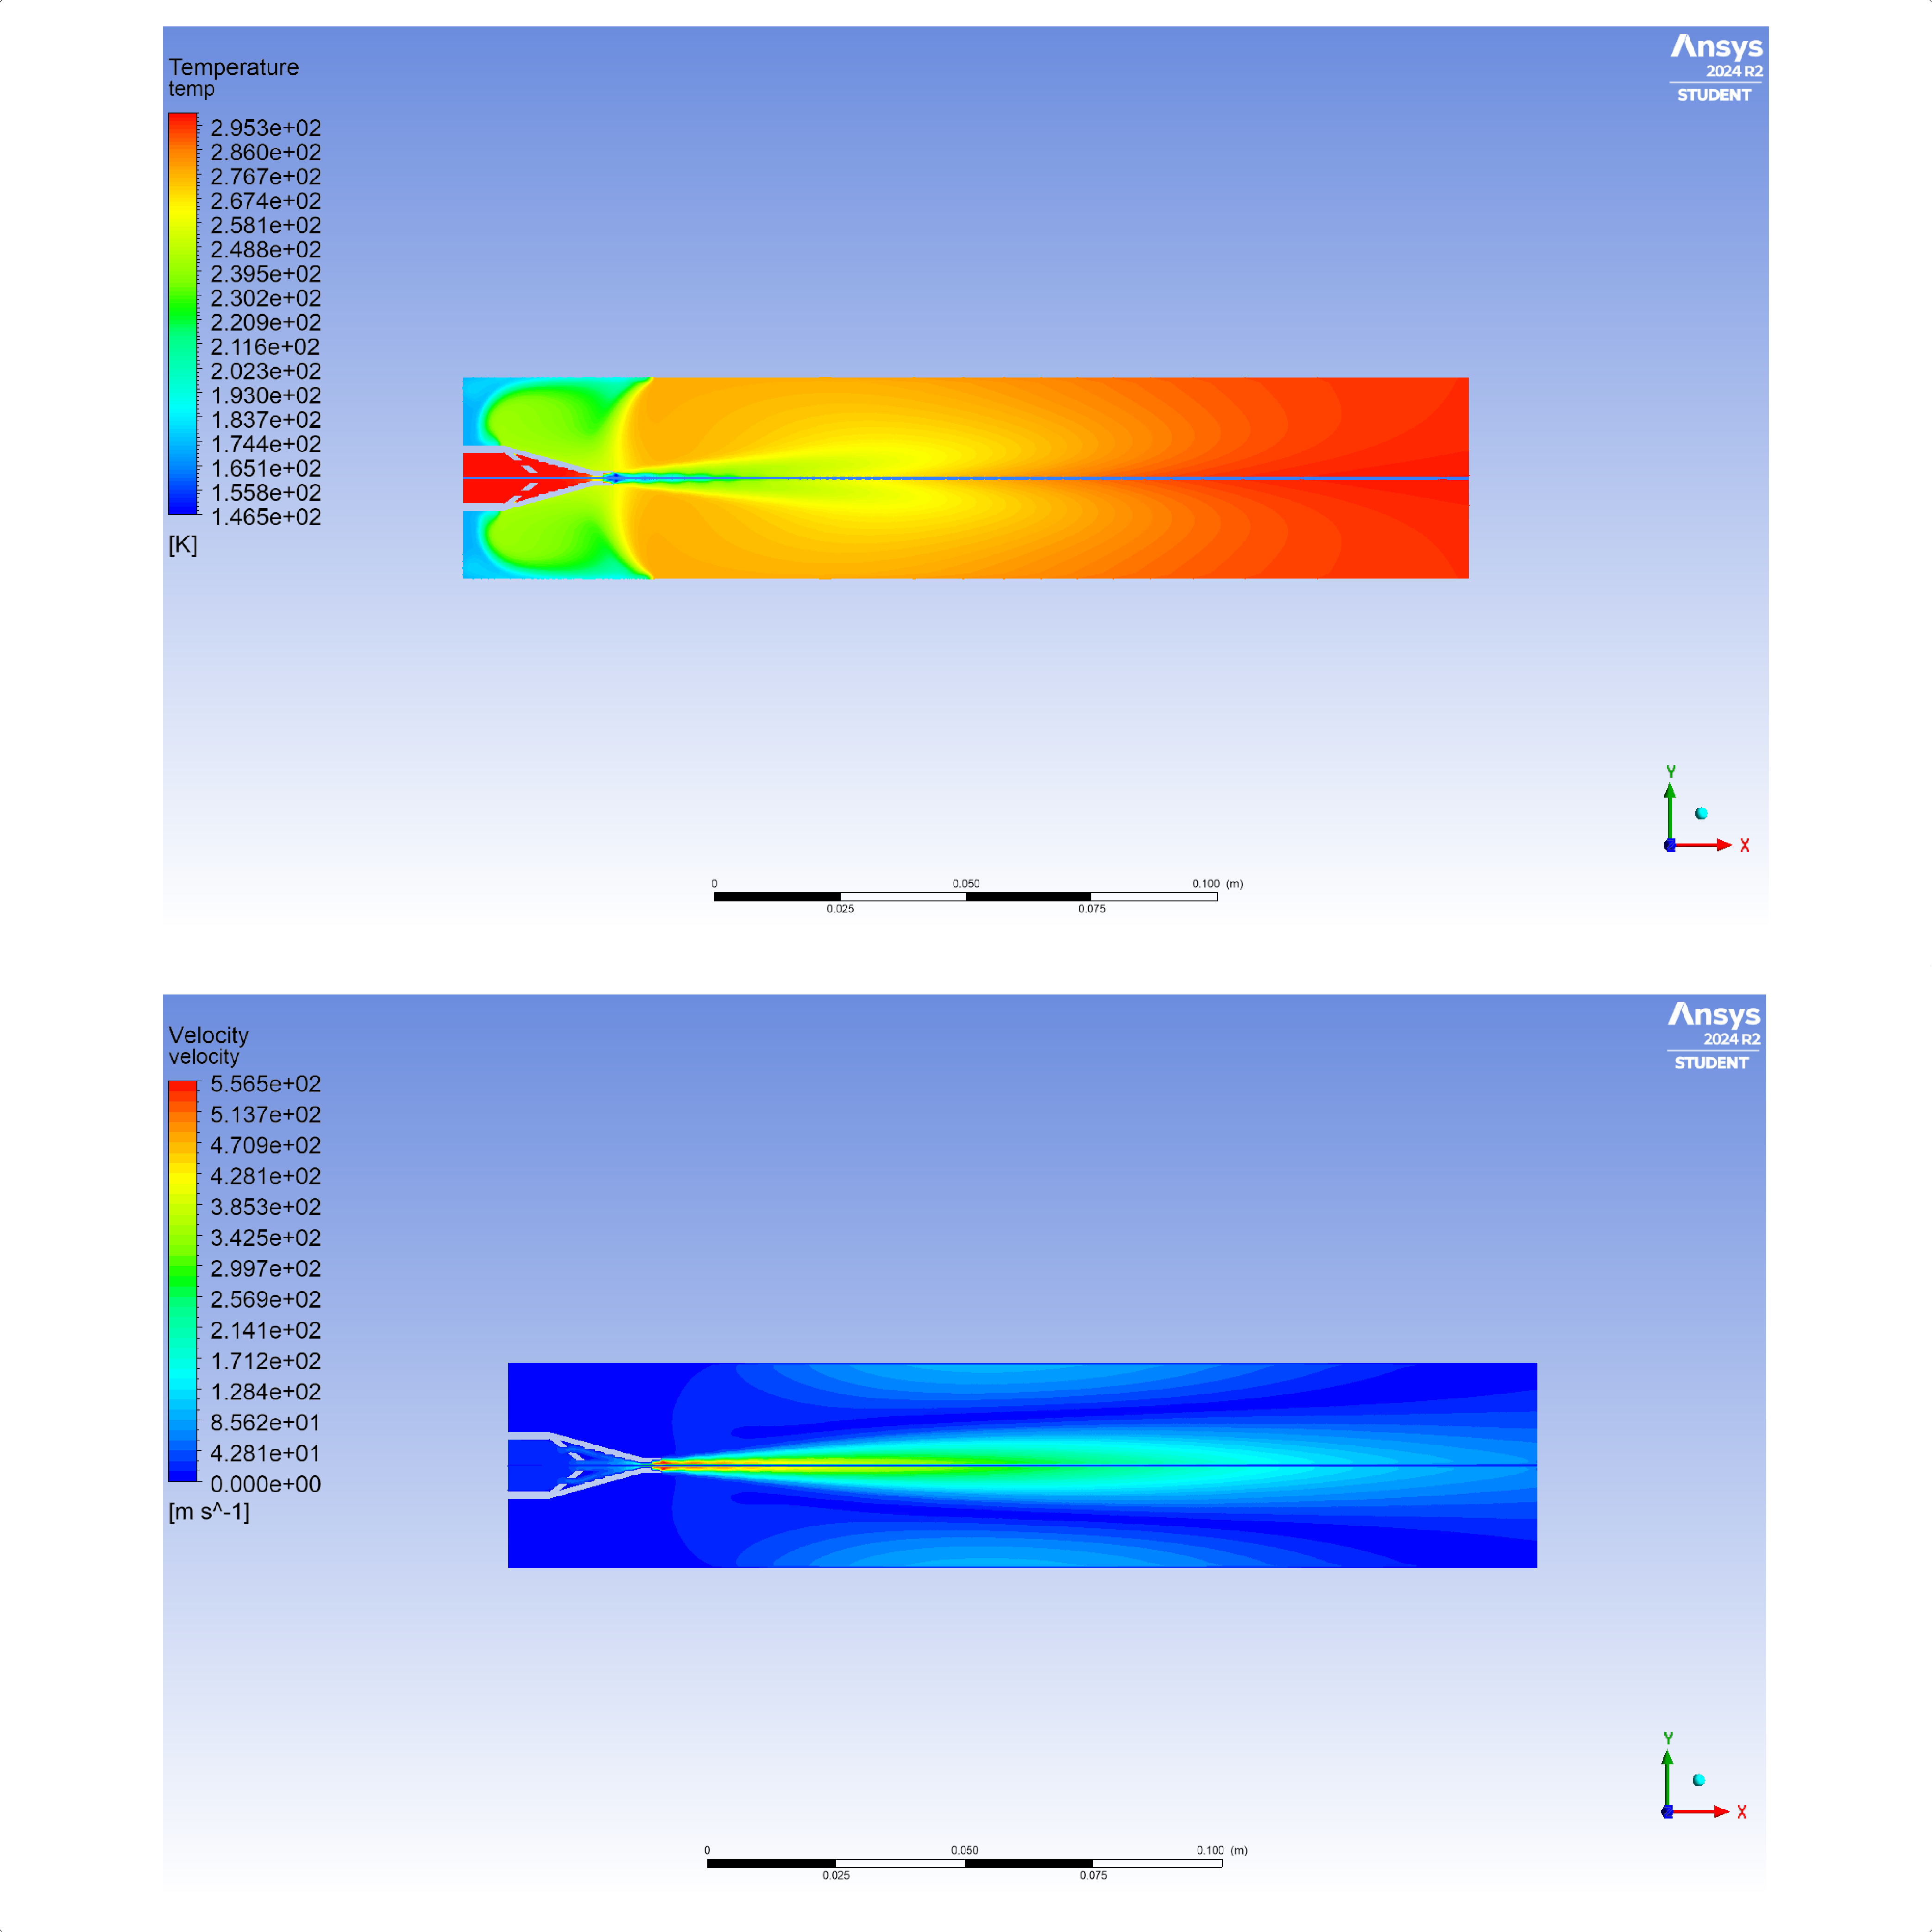 Temperature
temp
2.953e+02
2.860e+02
2.767e+02
2.674e+02
2.581e+02
2.488e+02
2.395e+02
2.302e+02
2.209e+02
2.116e+02
2.023e+02
1.930e+02
1.837e+02
1.744e+02
1.651e+02
1.558e+02
1.465e+02
[K]
Ansys
2024 R2
STUDENT
Y
X
0 0.050 0.100 (m)
0.025 0.075
Velocity
velocity
5.565e+02
5.137e+02
4.709e+02
4.281e+02
3.853e+02
3.425e+02
2.997e+02
2.569e+02
2.141e+02
1.712e+02
1.284e+02
8.562e+01
4.281e+01
0.000e+00
[m s^-1]
Ansys
2024 R2
STUDENT
Y
X
0 0.050 0.100 (m)
0.025 0.075